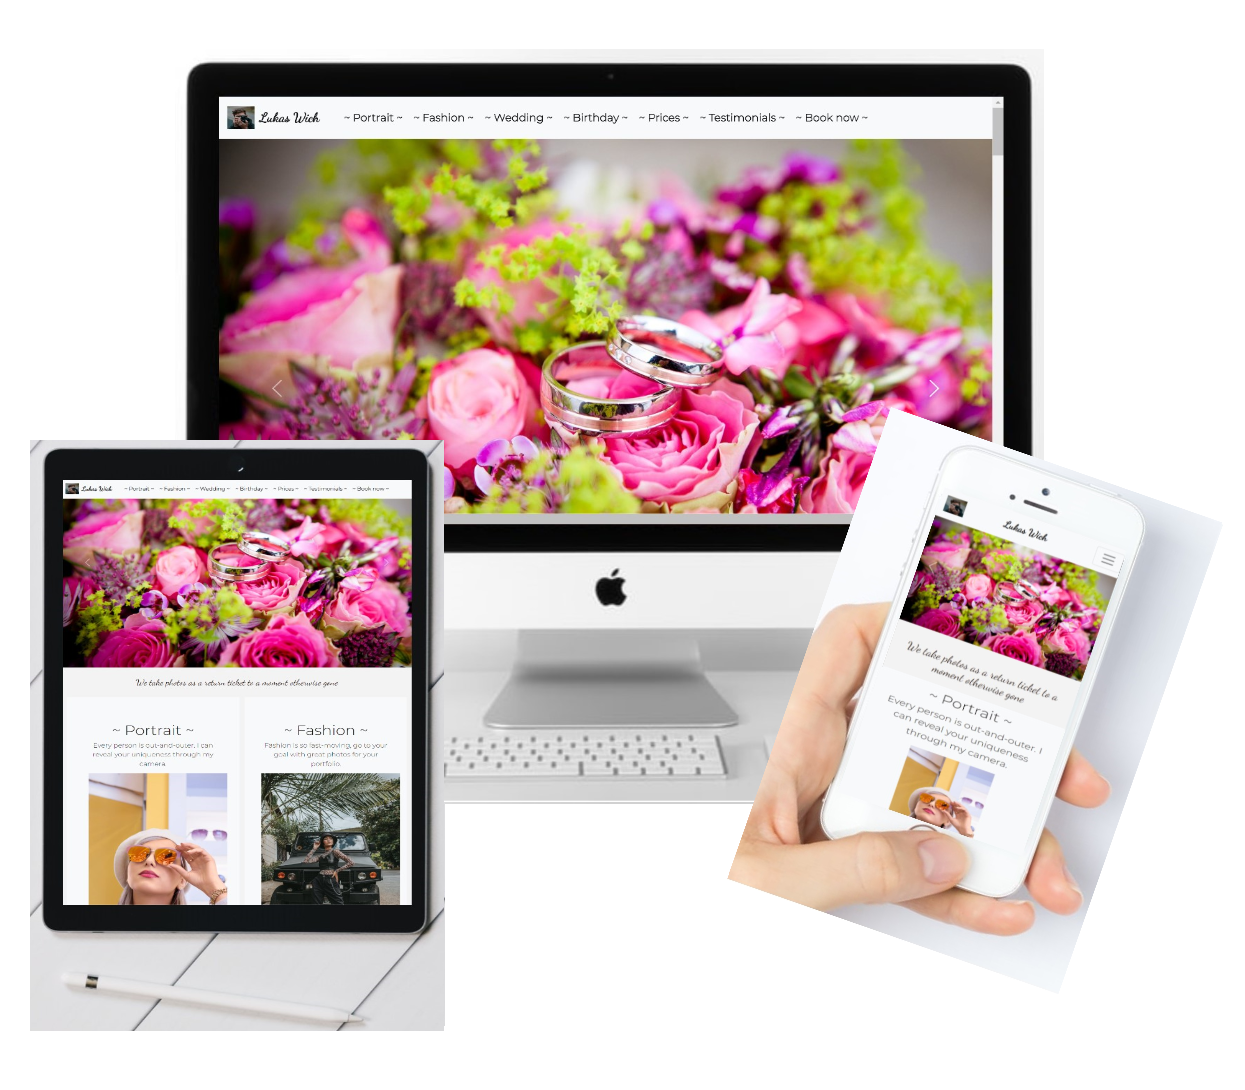 Lukas Wich ~ Portrait ~ ~ Fashion ~ ~ Wedding ~ ~ Birthday ~ ~ Prices ~ ~ Testimonials ~ ~ Book now ~
Lukas Wich ~ Portrait ~ ~ Fashion ~ ~ Wedding ~ ~ Birthday ~ ~ Prices ~ ~ Testimonials ~ ~ Book now ~
We take photos as a return ticket to a moment otherwise gone
~ Portrait ~
Every person is out-and-outer. I can
reveal your uniqueness through my
camera.
~ Fashion ~
Fashion is so fast-moving, go to your
goal with great photos for your
portfolio.
Lukas Wich
We take photos as a return ticket to a
moment otherwise gone
~ Portrait ~
Every person is out-and-outer. I
can reveal your uniqueness
through my camera.